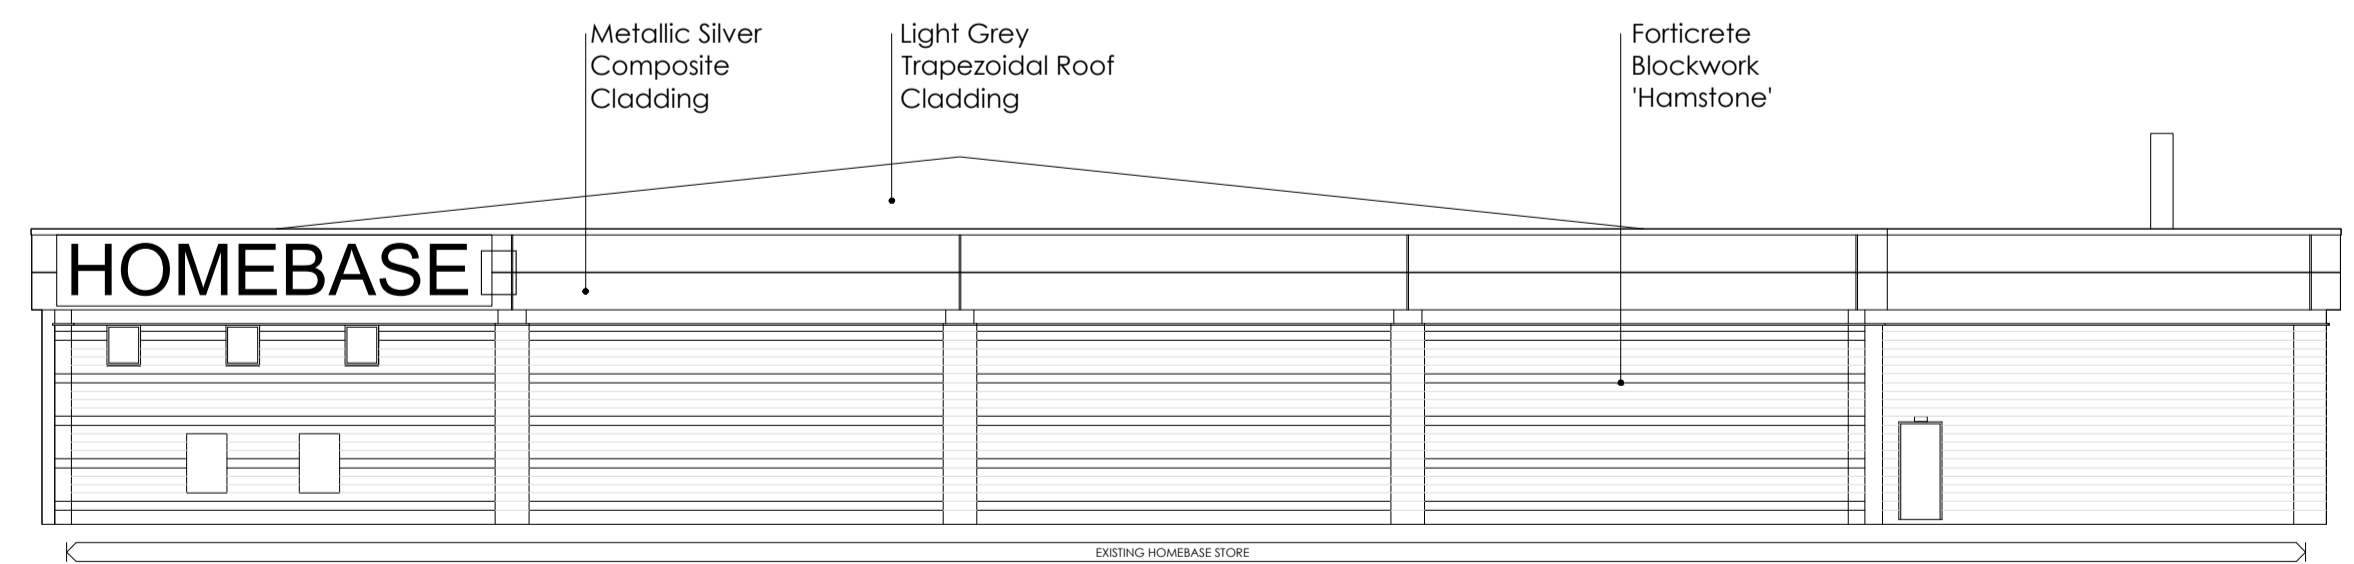 Metallic Silver
Composite
Cladding
Light Grey
Trapezoidal Roof
Cladding
Forticrete
Blockwork
'Hamstone'
HOMEBASE
EXISTING HOMEBASE STORE